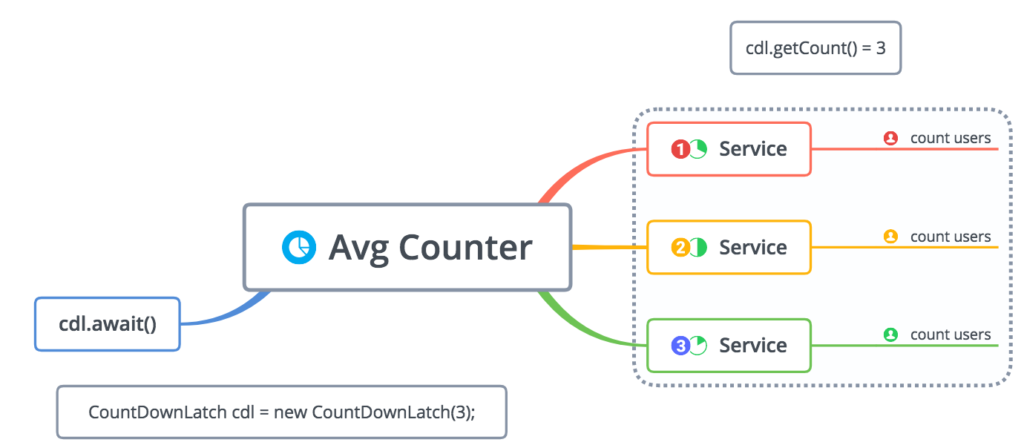 cdl.getCount() = 3
1 Service
count users
Avg Counter
2 Service
count users
cdl.await()
3 Service
count users
CountDownLatch cdl = new CountDownLatch(3);